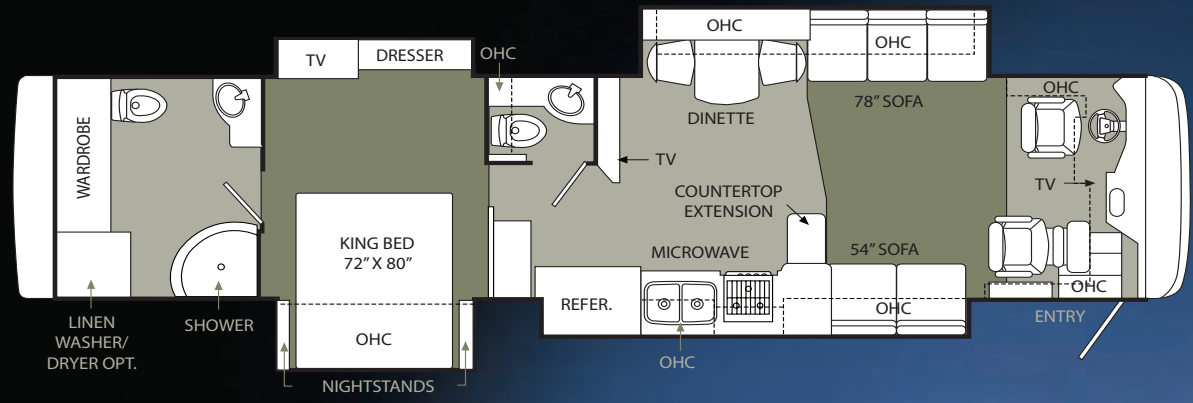 OHC
OHC
TV
DRESSER
OHC
OHC
78” SOFA
DINETTE
WARDROBE
TV
TV
COUNTERTOP
EXTENSION
KING BED
72” X 80”
MICROWAVE
54” SOFA
REFER.
OHC
OHC
OHC
OHC
LINEN
WASHER/
DRYER OPT.
SHOWER
ENTRY
NIGHTSTANDS